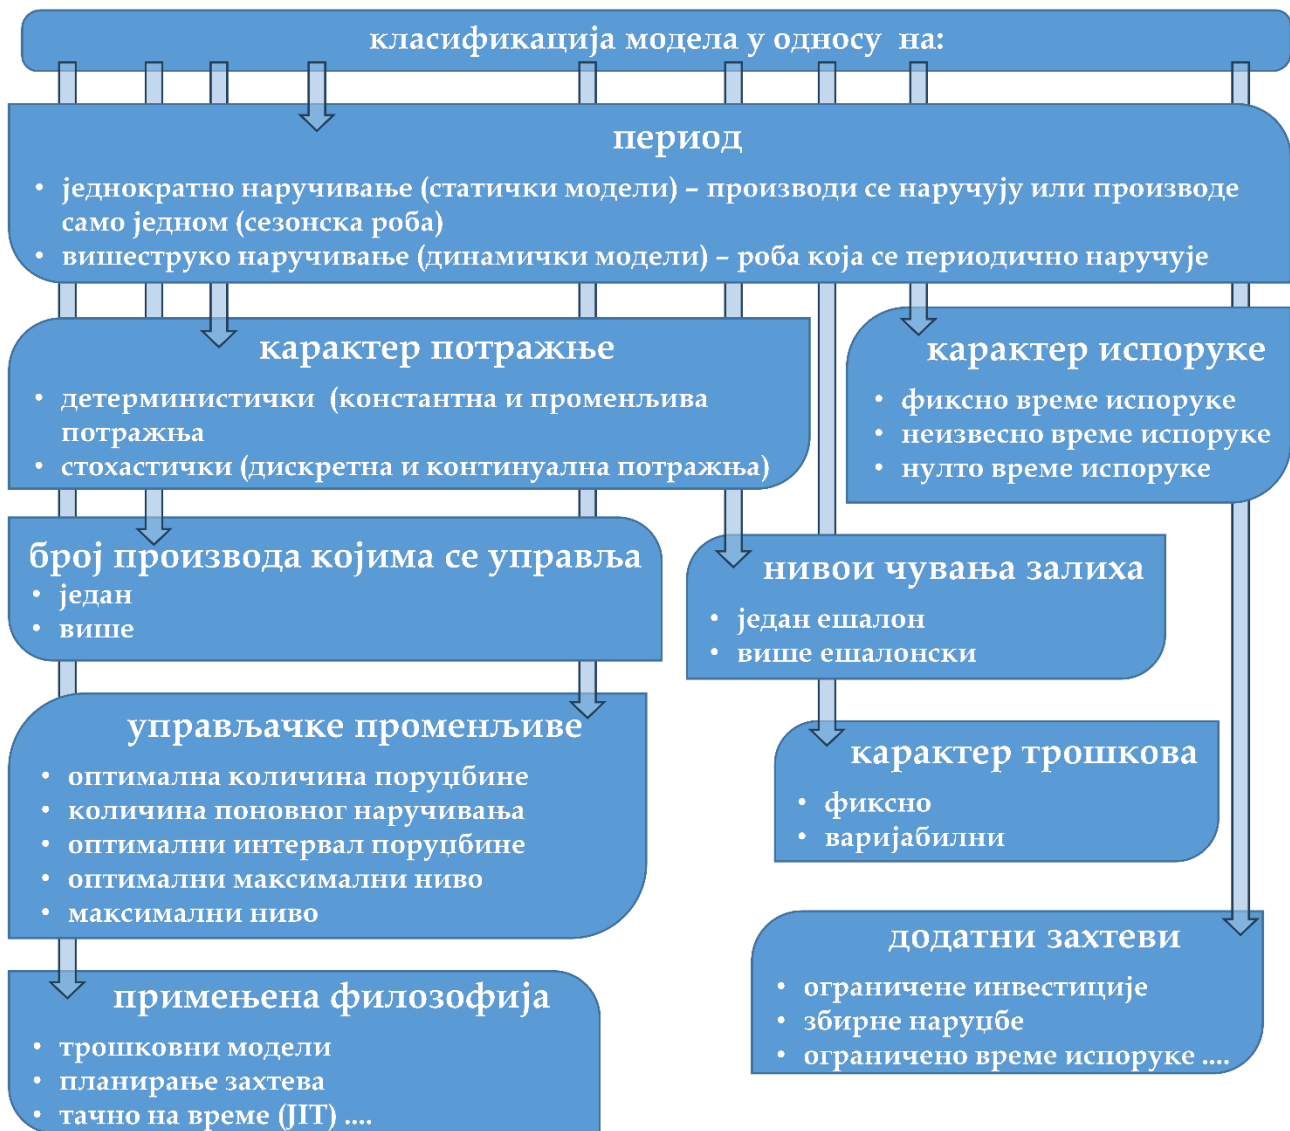 класификација модела у односу на:
период
• једнократно наручивање (статички модели) – производи се наручују или производе
само једном (сезонска роба)
• вишеструко наручивање (динамички модели) – роба која се периодично наручује
карактер потражње
• детерминистички (константна и променљива
потражња
• стохастички (дискретна и континуална потражња)
карактер испоруке
• фиксно време испоруке
• неизвесно време испоруке
• нулто време испоруке
број производа којима се управља
• један
• више
нивои чувања залиха
• један ешалон
• више ешалонски
управљачке променљиве
• оптимална количина поруџбине
• количина поновног наручивања
• оптимални интервал поруџбине
• оптимални максимални ниво
• максимални ниво
карактер трошкова
• фиксно
• варијабилни
додатни захтеви
• ограничене инвестиције
• збирне наруџбе
• ограничено време испоруке ....
примењена филозофија
• трошковни модели
• планирање захтева
• тачно на време (JIT) ....